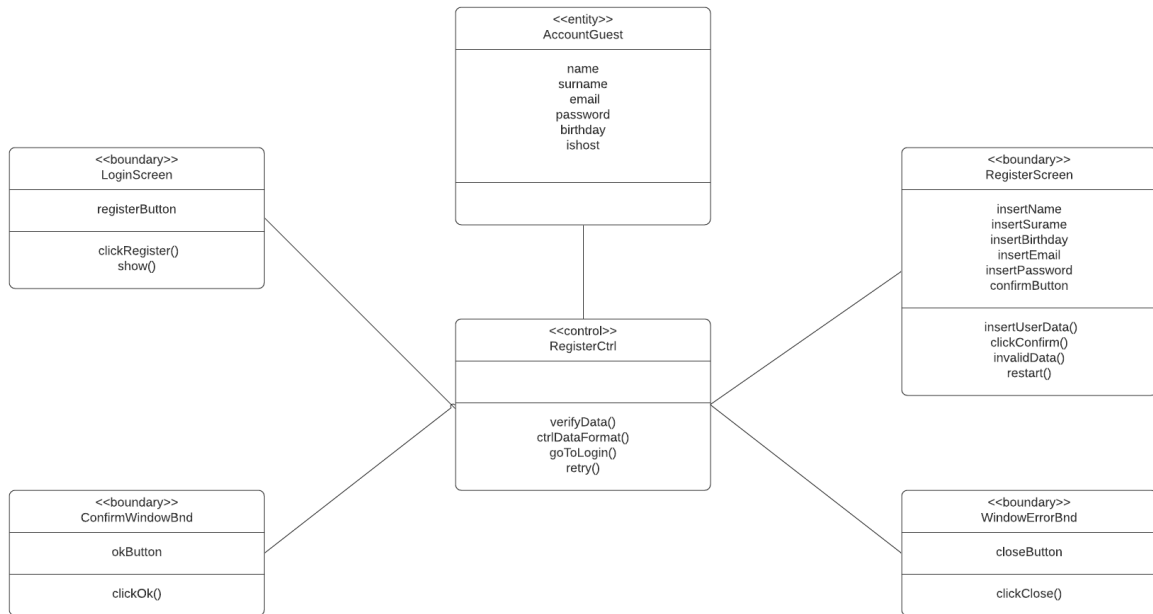 <<entity>>
AccountGuest
name
surname
email
password
birthday
ishost
<<boundary>>
LoginScreen
registerButton
clickRegister()
show()
<<boundary>>
RegisterScreen
insertName
insertSurame
insertBirthday
insertEmail
insertPassword
confirmButton
insertUserData()
clickConfirm()
invalidData()
restart()
<<control>>
RegisterCtrl
verifyData()
ctrlDataFormat()
goToLogin()
retry()
<<boundary>>
ConfirmWindowBnd
okButton
clickOk()
<<boundary>>
WindowErrorBnd
closeButton
clickClose()